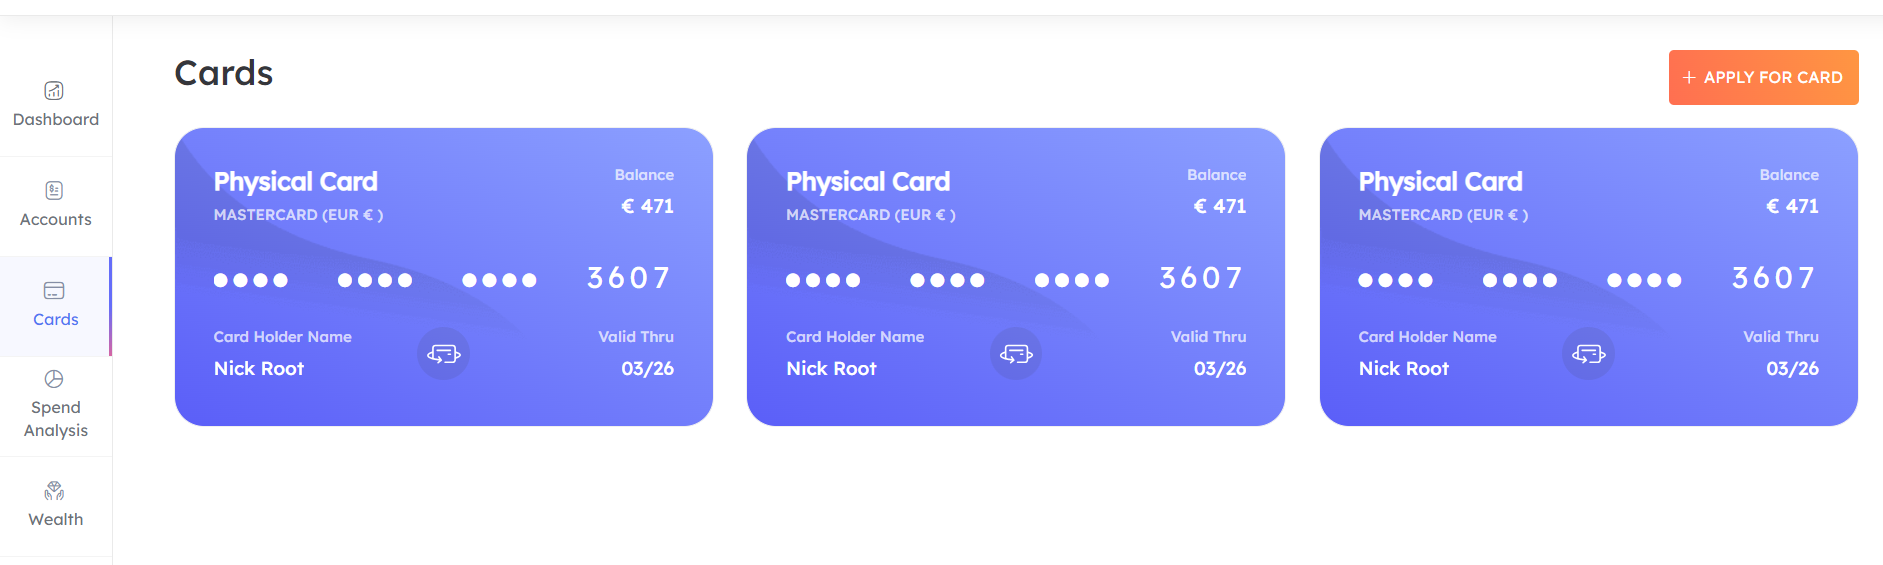 Cards
+ APPLY FOR CARD
Dashboard
Accounts
Cards
Spend
Analysis
Wealth
Physical Card
MASTERCARD (EUR € )
Balance
€ 471
●●●● ●●●● ●●●● 3607
Card Holder Name
Nick Root
Valid Thru
03/26
Physical Card
MASTERCARD (EUR € )
Balance
€ 471
●●●● ●●●● ●●●● 3607
Card Holder Name
Nick Root
Valid Thru
03/26
Physical Card
MASTERCARD (EUR € )
Balance
€ 471
●●●● ●●●● ●●●● 3607
Card Holder Name
Nick Root
Valid Thru
03/26